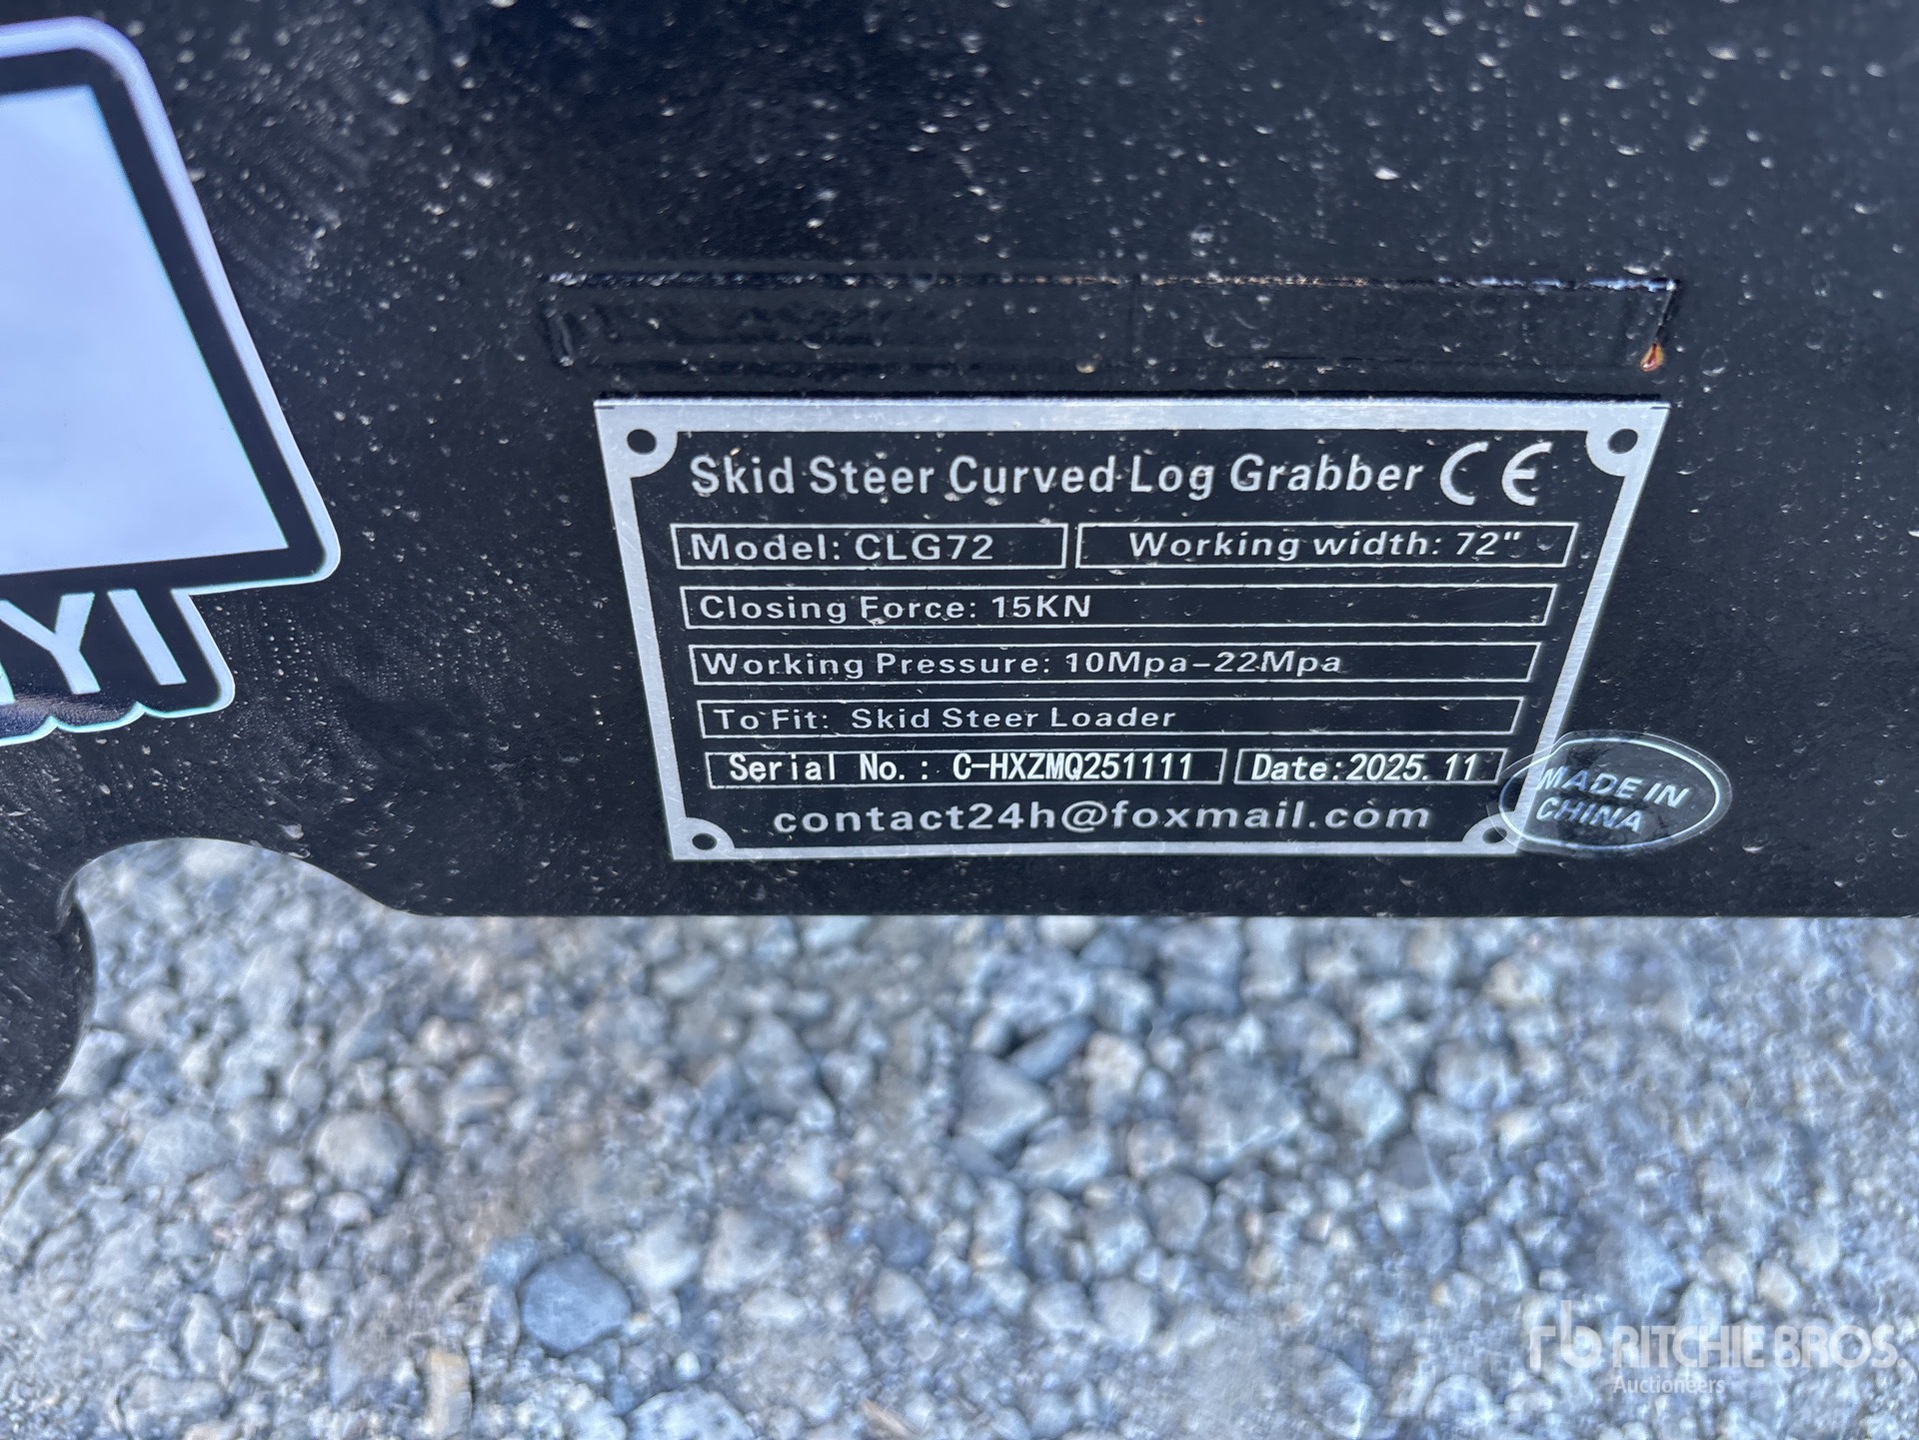 Skid Steer Curved Log Grabber CE
Model: CLG72
Working width: 72"
Closing Force: 15KN
Working Pressure: 10Mpa-22Mpa
To Fit: Skid Steer Loader
Serial No.: C-HXZMQ251111
Date:2025.11
contact24h@foxmail.com
MADE IN
CHINA
YI
rb RITCHIE BROS.
Auctioneers